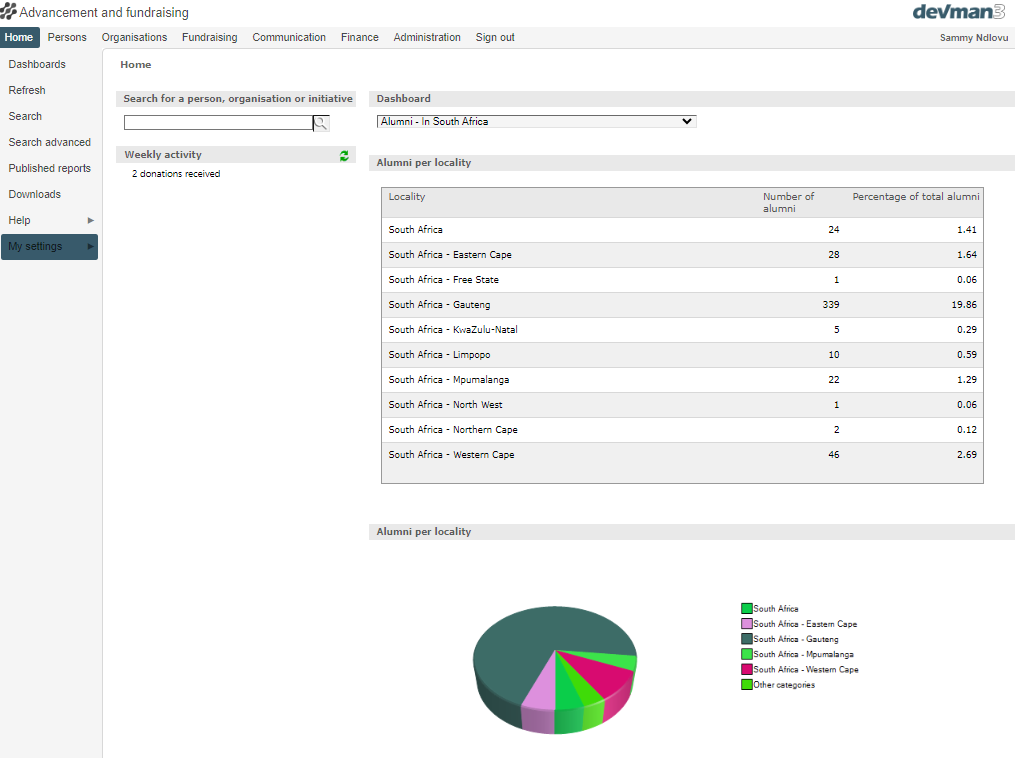 Advancement and fundraising
devman3
Home Persons Organisations Fundraising Communication Finance Administration Sign out
Sammy Ndlovu
Dashboards
Refresh
Search
Search advanced
Published reports
Downloads
Help
My settings
Home
Search for a person, organisation or initiative
Weekly activity
2 donations received
Dashboard
Alumni - In South Africa
Alumni per locality
Locality Number of alumni Percentage of total alumni
South Africa 24 1.41
South Africa - Eastern Cape 28 1.64
South Africa - Free State 1 0.06
South Africa - Gauteng 339 19.86
South Africa - KwaZulu-Natal 5 0.29
South Africa - Limpopo 10 0.59
South Africa - Mpumalanga 22 1.29
South Africa - North West 1 0.06
South Africa - Northern Cape 2 0.12
South Africa - Western Cape 46 2.69
Alumni per locality
South Africa
South Africa - Eastern Cape
South Africa - Gauteng
South Africa - Mpumalanga
South Africa - Western Cape
Other categories